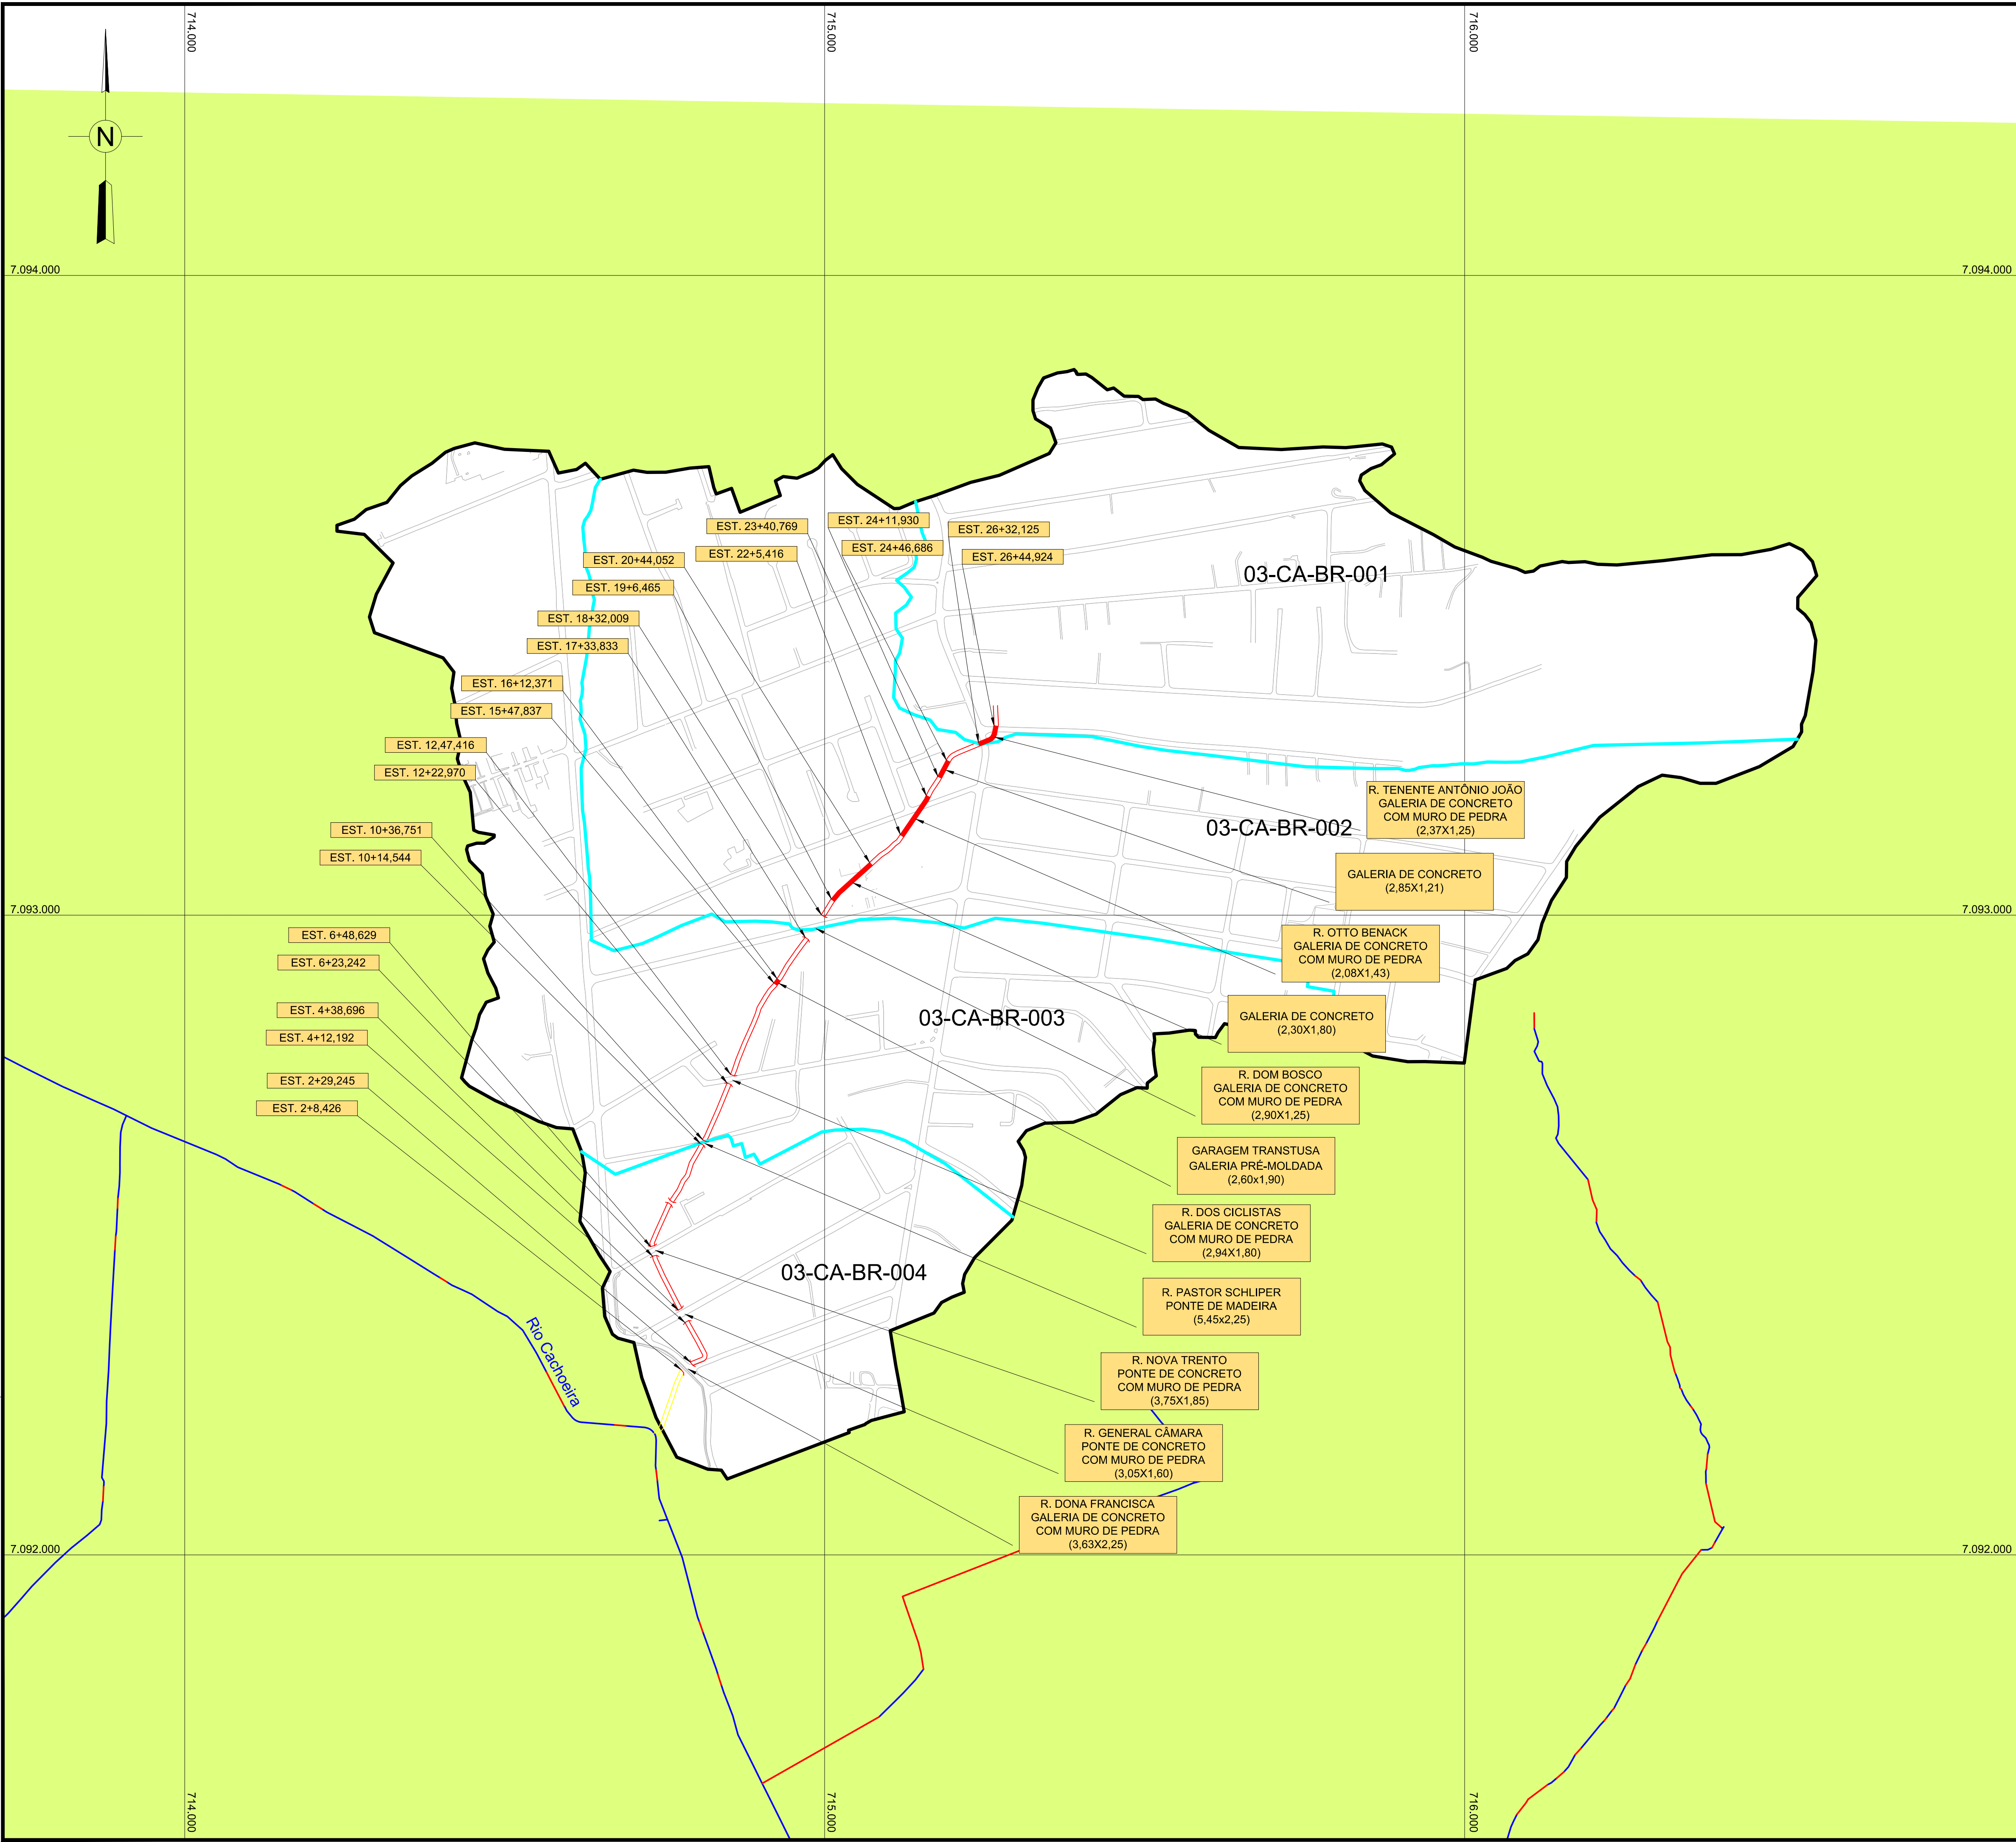 714.000
715.000
716.000
N
7.094.000
7.094.000
EST. 23+40,769
EST. 24+11,930
EST. 26+32,125
EST. 22+5,416
EST. 24+46,686
EST. 26+44,924
EST. 20+44,052
EST. 19+6,465
03-CA-BR-001
EST. 18+32,009
EST. 17+33,833
EST. 16+12,371
EST. 15+47,837
EST. 12,47,416
EST. 12+22,970
EST. 10+36,751
EST. 10+14,544
R. TENENTE ANTÔNIO JOÃO
GALERIA DE CONCRETO
COM MURO DE PEDRA
(2,37X1,25)
03-CA-BR-002
GALERIA DE CONCRETO
(2,85X1,21)
7.093.000
7.093.000
EST. 6+48,629
EST. 6+23,242
R. OTTO BENACK
GALERIA DE CONCRETO
COM MURO DE PEDRA
(2,08X1,43)
EST. 4+38,696
EST. 4+12,192
03-CA-BR-003
GALERIA DE CONCRETO
(2,30X1,80)
EST. 2+29,245
EST. 2+8,426
R. DOM BOSCO
GALERIA DE CONCRETO
COM MURO DE PEDRA
(2,90X1,25)
GARAGEM TRANSTUSA
GALERIA PRÉ-MOLDADA
(2,60x1,90)
R. DOS CICLISTAS
GALERIA DE CONCRETO
COM MURO DE PEDRA
(2,94X1,80)
03-CA-BR-004
R. PASTOR SCHLIPER
PONTE DE MADEIRA
(5,45x2,25)
Rio Cachoeira
R. NOVA TRENTO
PONTE DE CONCRETO
COM MURO DE PEDRA
(3,75X1,85)
R. GENERAL CÂMARA
PONTE DE CONCRETO
COM MURO DE PEDRA
(3,05X1,60)
R. DONA FRANCISCA
GALERIA DE CONCRETO
COM MURO DE PEDRA
(3,63X2,25)
7.092.000
7.092.000
714.000
715.000
716.000